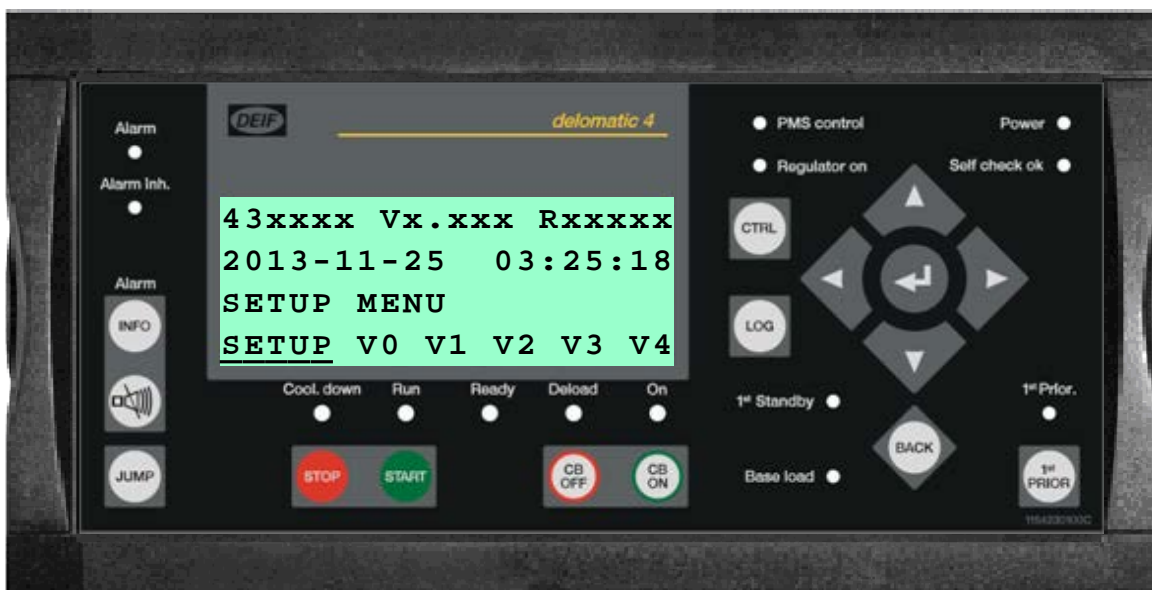 DEIF
delomatic 4
43xxxx Vx.xxx Rxxxxx
2013-11-25 03:25:18
SETUP MENU
SETUP V0 V1 V2 V3 V4
Alarm
Alarm Inh.
Alarm
INFO
JUMP
Cool. down Run Ready Deload On
STOP START
CB OFF
CB ON
PMS control
Power
Regulator on
Self check ok
CTRL
LOG
1st Standby
1st Prior.
BACK
Base load
1st PRIOR
1154230100C